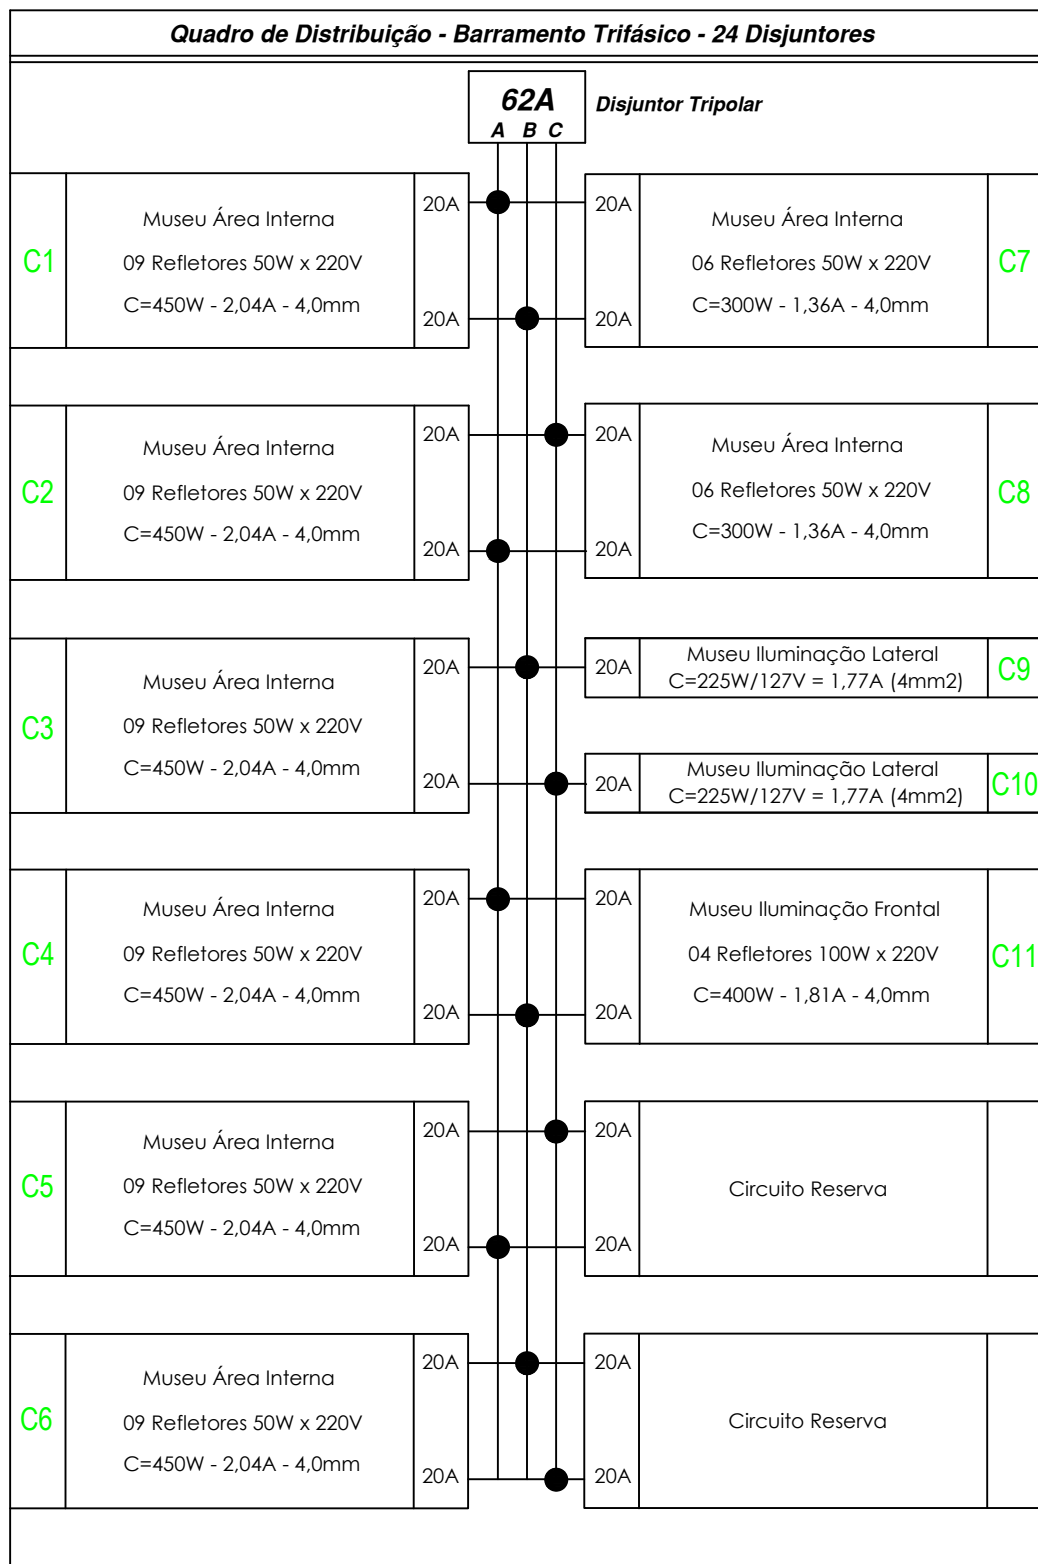 Quadro de Distribuição - Barramento Trifásico - 24 Disjuntores
62A
Disjuntor Tripolar
A B C
C1
Museu Área Interna
09 Refletores 50W x 220V
C=450W - 2,04A - 4,0mm
20A
20A
20A
20A
Museu Área Interna
06 Refletores 50W x 220V
C=300W - 1,36A - 4,0mm
C7
C2
Museu Área Interna
09 Refletores 50W x 220V
C=450W - 2,04A - 4,0mm
20A
20A
20A
20A
Museu Área Interna
06 Refletores 50W x 220V
C=300W - 1,36A - 4,0mm
C8
C3
Museu Área Interna
09 Refletores 50W x 220V
C=450W - 2,04A - 4,0mm
20A
20A
20A
Museu Iluminação Lateral
C=225W/127V = 1,77A (4mm2)
C9
20A
Museu Iluminação Lateral
C=225W/127V = 1,77A (4mm2)
C10
C4
Museu Área Interna
09 Refletores 50W x 220V
C=450W - 2,04A - 4,0mm
20A
20A
20A
20A
Museu Iluminação Frontal
04 Refletores 100W x 220V
C=400W - 1,81A - 4,0mm
C11
C5
Museu Área Interna
09 Refletores 50W x 220V
C=450W - 2,04A - 4,0mm
20A
20A
20A
20A
Circuito Reserva
C6
Museu Área Interna
09 Refletores 50W x 220V
C=450W - 2,04A - 4,0mm
20A
20A
20A
20A
Circuito Reserva